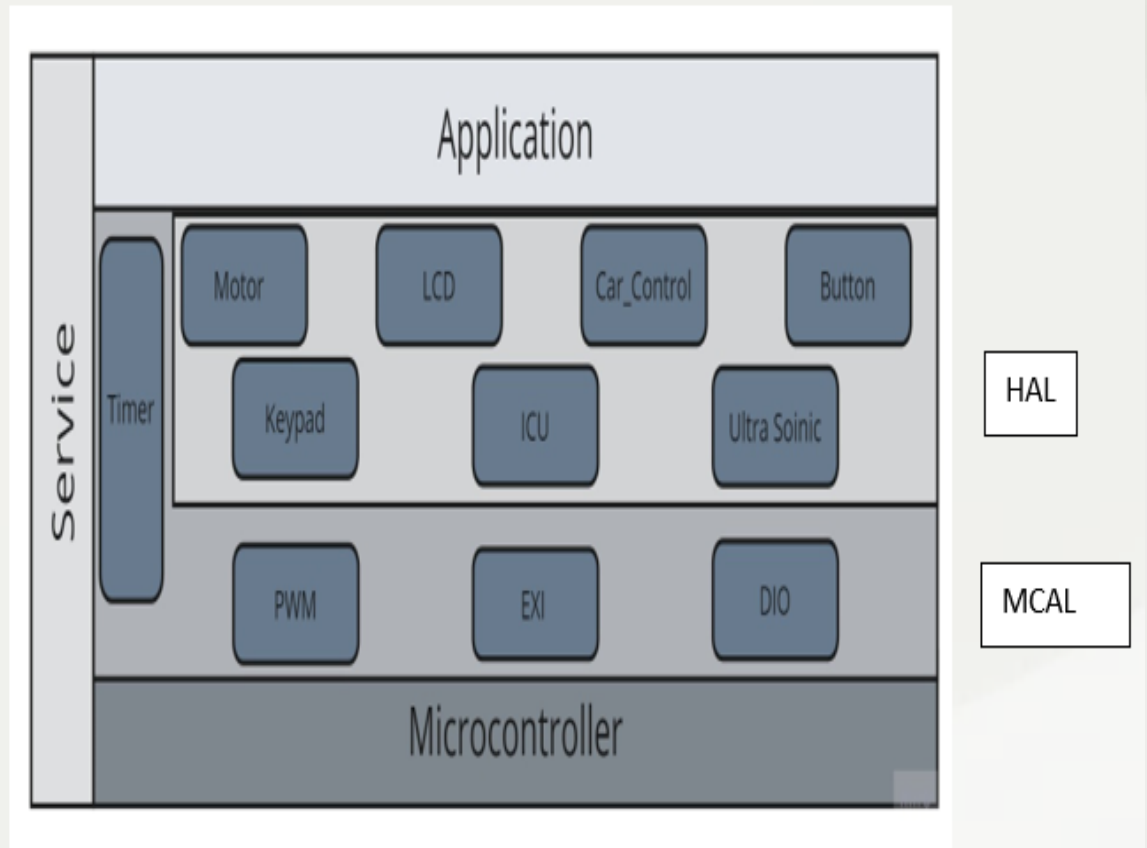 Application
Service
Motor
LCD
Car_Control
Button
Timer
Keypad
ICU
Ultra Soinic
HAL
PWM
EXI
DIO
MCAL
Microcontroller